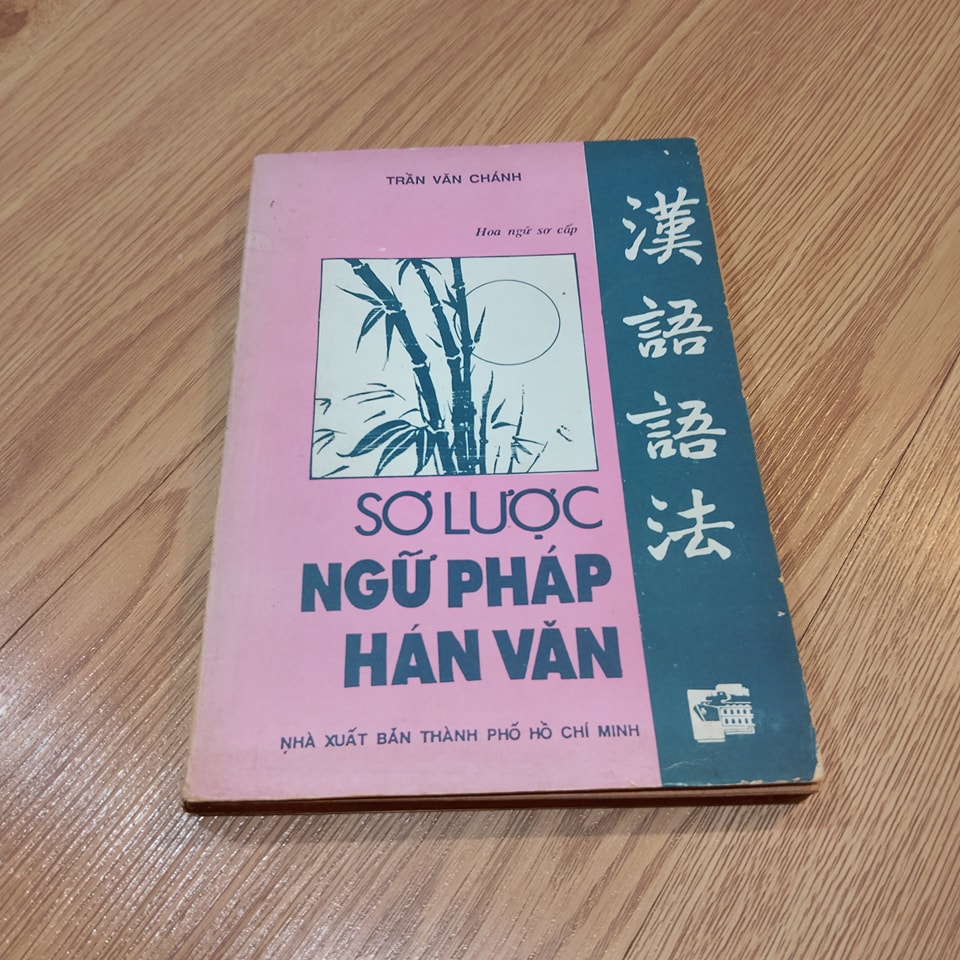 TRẦN VĂN CHÁNH
Hoa ngữ sơ cấp
SƠ LƯỢC
NGỮ PHÁP
HÁN VĂN
NHÀ XUẤT BẢN THÀNH PHỐ HỒ CHÍ MINH
漢語語法